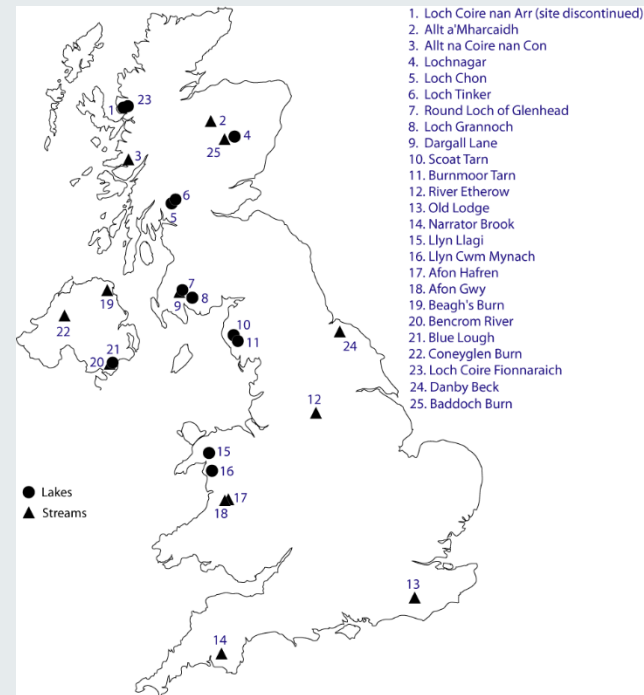 1. Loch Coire nan Arr (site discontinued)
2. Allt a'Mharcaidh
3. Allt na Coire nan Con
4. Lochnagar
5. Loch Chon
6. Loch Tinker
7. Round Loch of Glenhead
8. Loch Grannoch
9. Dargall Lane
10. Scoat Tarn
11. Burnmoor Tarn
12. River Etherow
13. Old Lodge
14. Narrator Brook
15. Llyn Llagi
16. Llyn Cwm Mynach
17. Afon Hafren
18. Afon Gwy
19. Beagh's Burn
20. Bencrom River
21. Blue Lough
22. Coneyglen Burn
23. Loch Coire Fionnaraich
24. Danby Beck
25. Baddoch Burn
1 23
2
4
25
3
6
5
7
9 8
19
22
10
11
24
21
20
12
15
16
17
18
13
14
Lakes
Streams